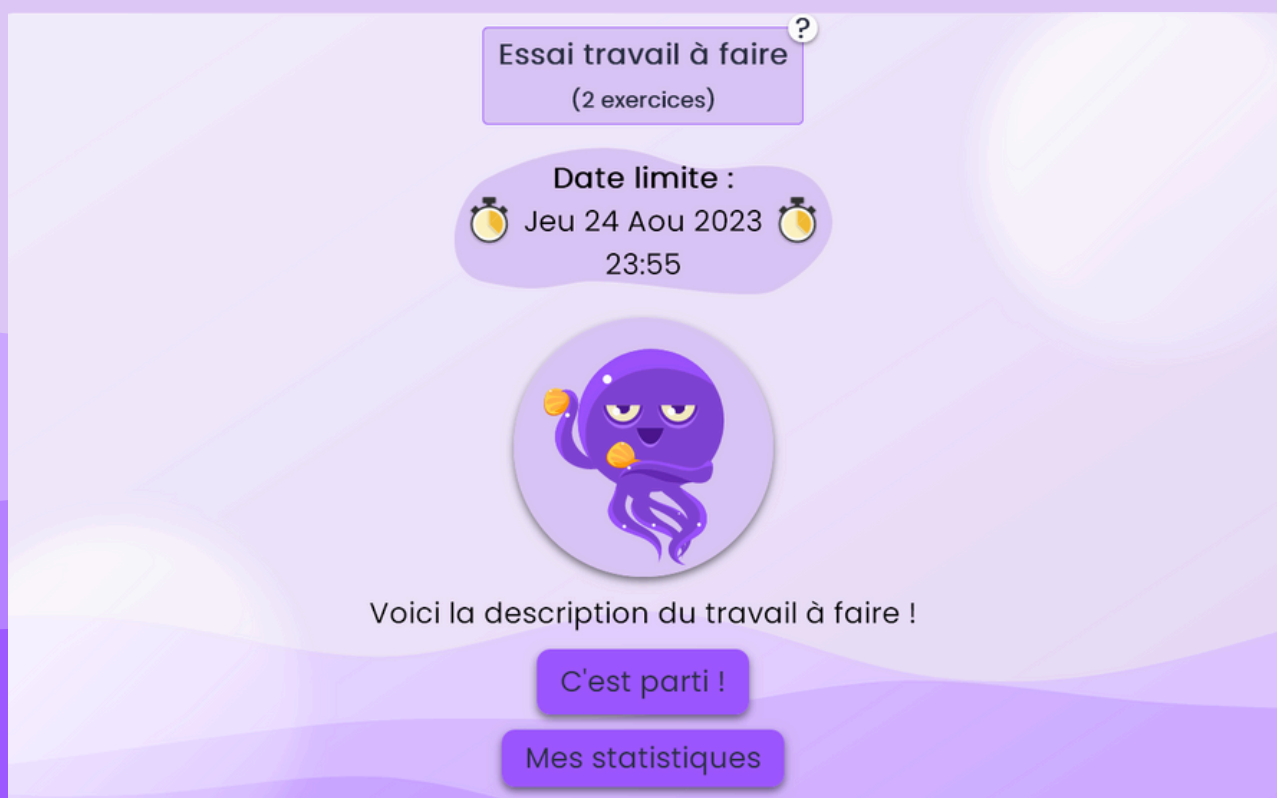 ?
Essai travail à faire
(2 exercices)
Date limite :
Jeu 24 Aou 2023
23:55
Voici la description du travail à faire !
C'est parti !
Mes statistiques